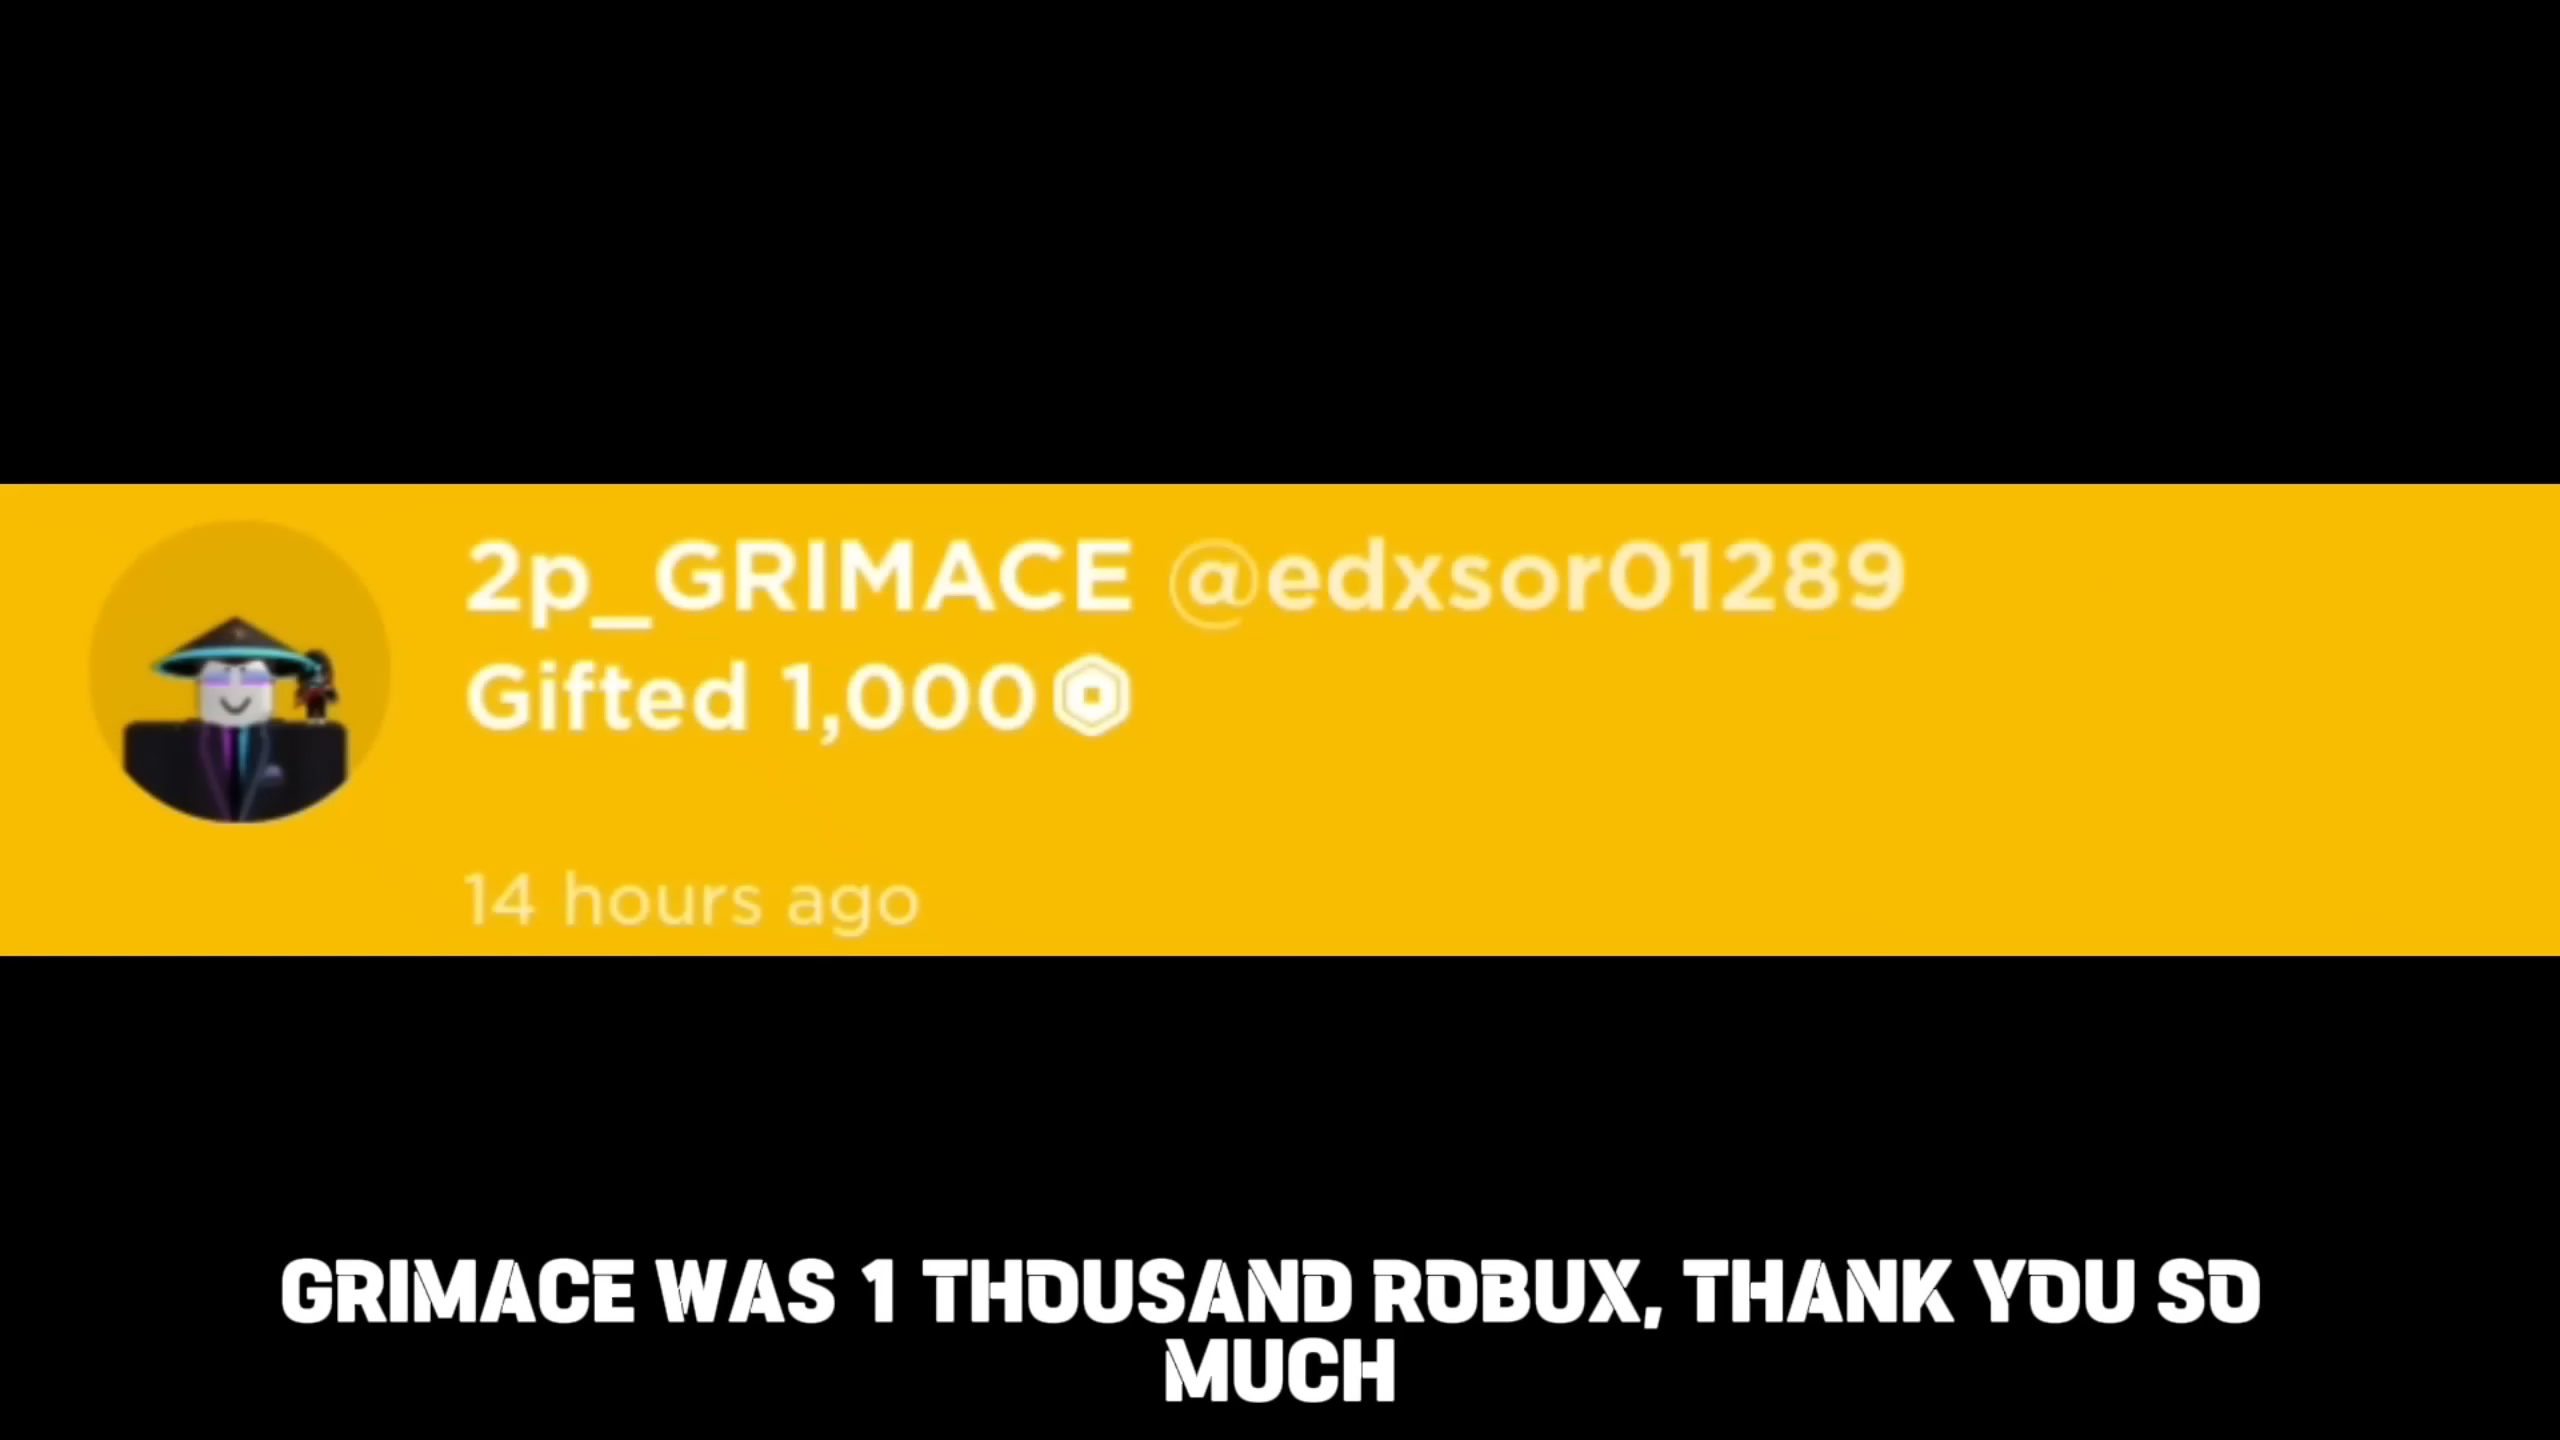 2p_GRIMACE @edxsor01289
Gifted 1,000
14 hours ago
GRIMACE WAS 1 THOUSAND ROBUX, THANK YOU SO
MUCH